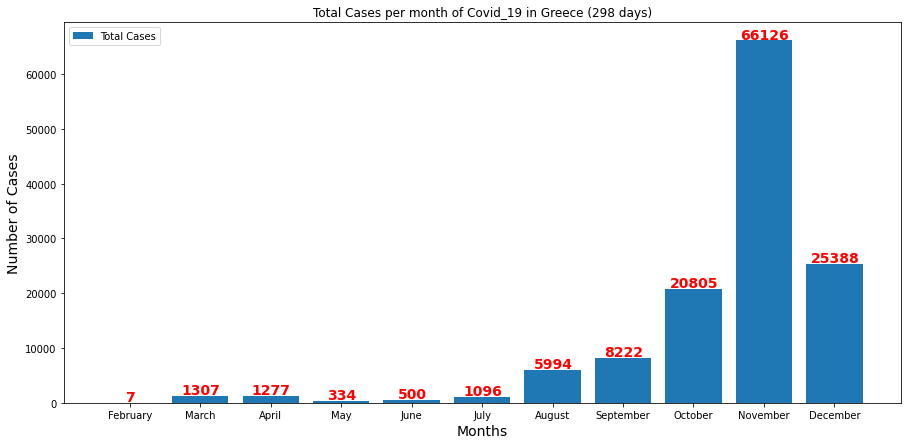 Total Cases per month of Covid_19 in Greece (298 days)
Total Cases
Number of Cases
60000
50000
40000
30000
20000
10000
0
7
1307
1277
334
500
1096
5994
8222
20805
66126
25388
February
March
April
May
June
July
August
September
October
November
December
Months